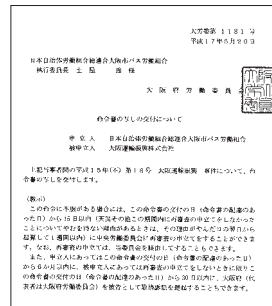 大労委第 1181 号
平成17年5月20日
日本自治体労働組合総連合大阪市バス労働組合
執行委員長
様
大阪府労働委員会
命令書の写しの交付について
申立人 日本自治体労働組合総連合大阪市バス労働組合
被申立人 大阪運輸振興株式会社
上記当事者間の平成15年(不)第18号 大阪運輸振興 事件について、命
令書の写しを交付します。
(教示)
この命令に不服がある場合には、この命令書の交付の日(命令書の配達のあ
った日)から15日以内(天災その他この期間内に再審査の申立てをしなかった
ことについてやむを得ない理由があるときは、その理由がやんだ日の翌日から
起算して1週間以内)に中央労働委員会に再審査の申立てをすることができま
す。なお、再審査の申立ては、当委員会を経由してすることもできます。
また、申立人にあってはこの命令書の交付の日(命令書の配達のあった日)か
ら6か月以内に、被申立人にあっては再審査の申立てをしないときに限りこ
の命令書の交付の日(命令書の配達のあった日)から30日以内に、大阪府(代
表者は大阪府労働委員会)を被告として取消訴訟を提起することもできます。